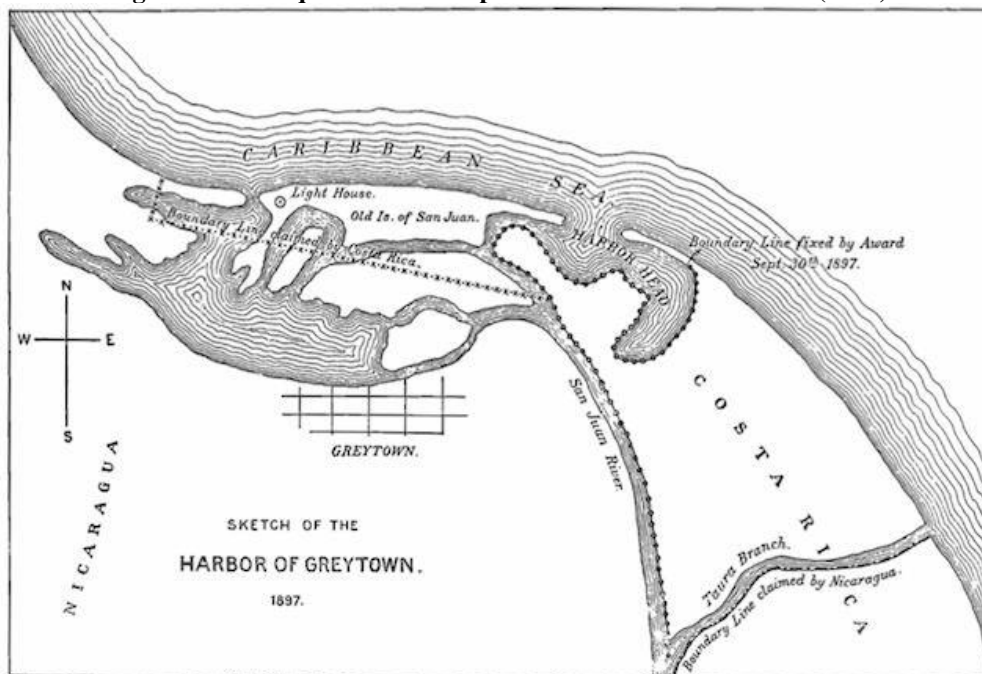 CARIBBEAN SEA
Light House.
Old Is. of San Juan.
Boundary Line claimed by Costa Rica.
HARBOR HEAD
Boundary Line fixed by Award
Sept. 30th 1897.
N
W E
S
San Juan River.
COSTA RICA
GREYTOWN.
NICARAGUA
SKETCH OF THE
HARBOR OF GREYTOWN.
1897.
Taura Branch.
Boundary Line claimed by Nicaragua.